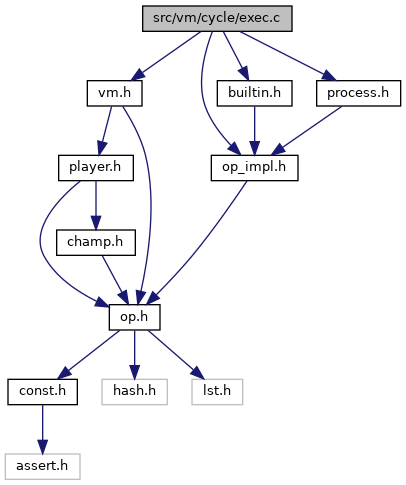 src/vm/cycle/exec.c
vm.h
builtin.h
process.h
player.h
op_impl.h
champ.h
op.h
const.h
hash.h
lst.h
assert.h